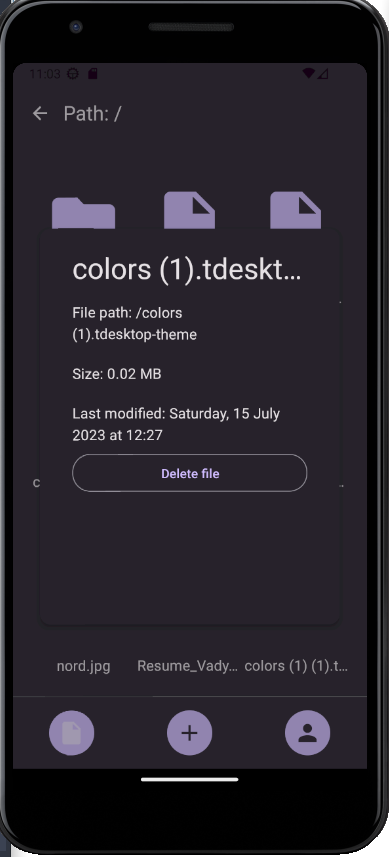 11:03
Path: /
colors (1).tdeskt...
File path: /colors
(1).tdesktop-theme
Size: 0.02 MB
Last modified: Saturday, 15 July
2023 at 12:27
c
Delete file
nord.jpg Resume_Vady... colors (1) (1).t...